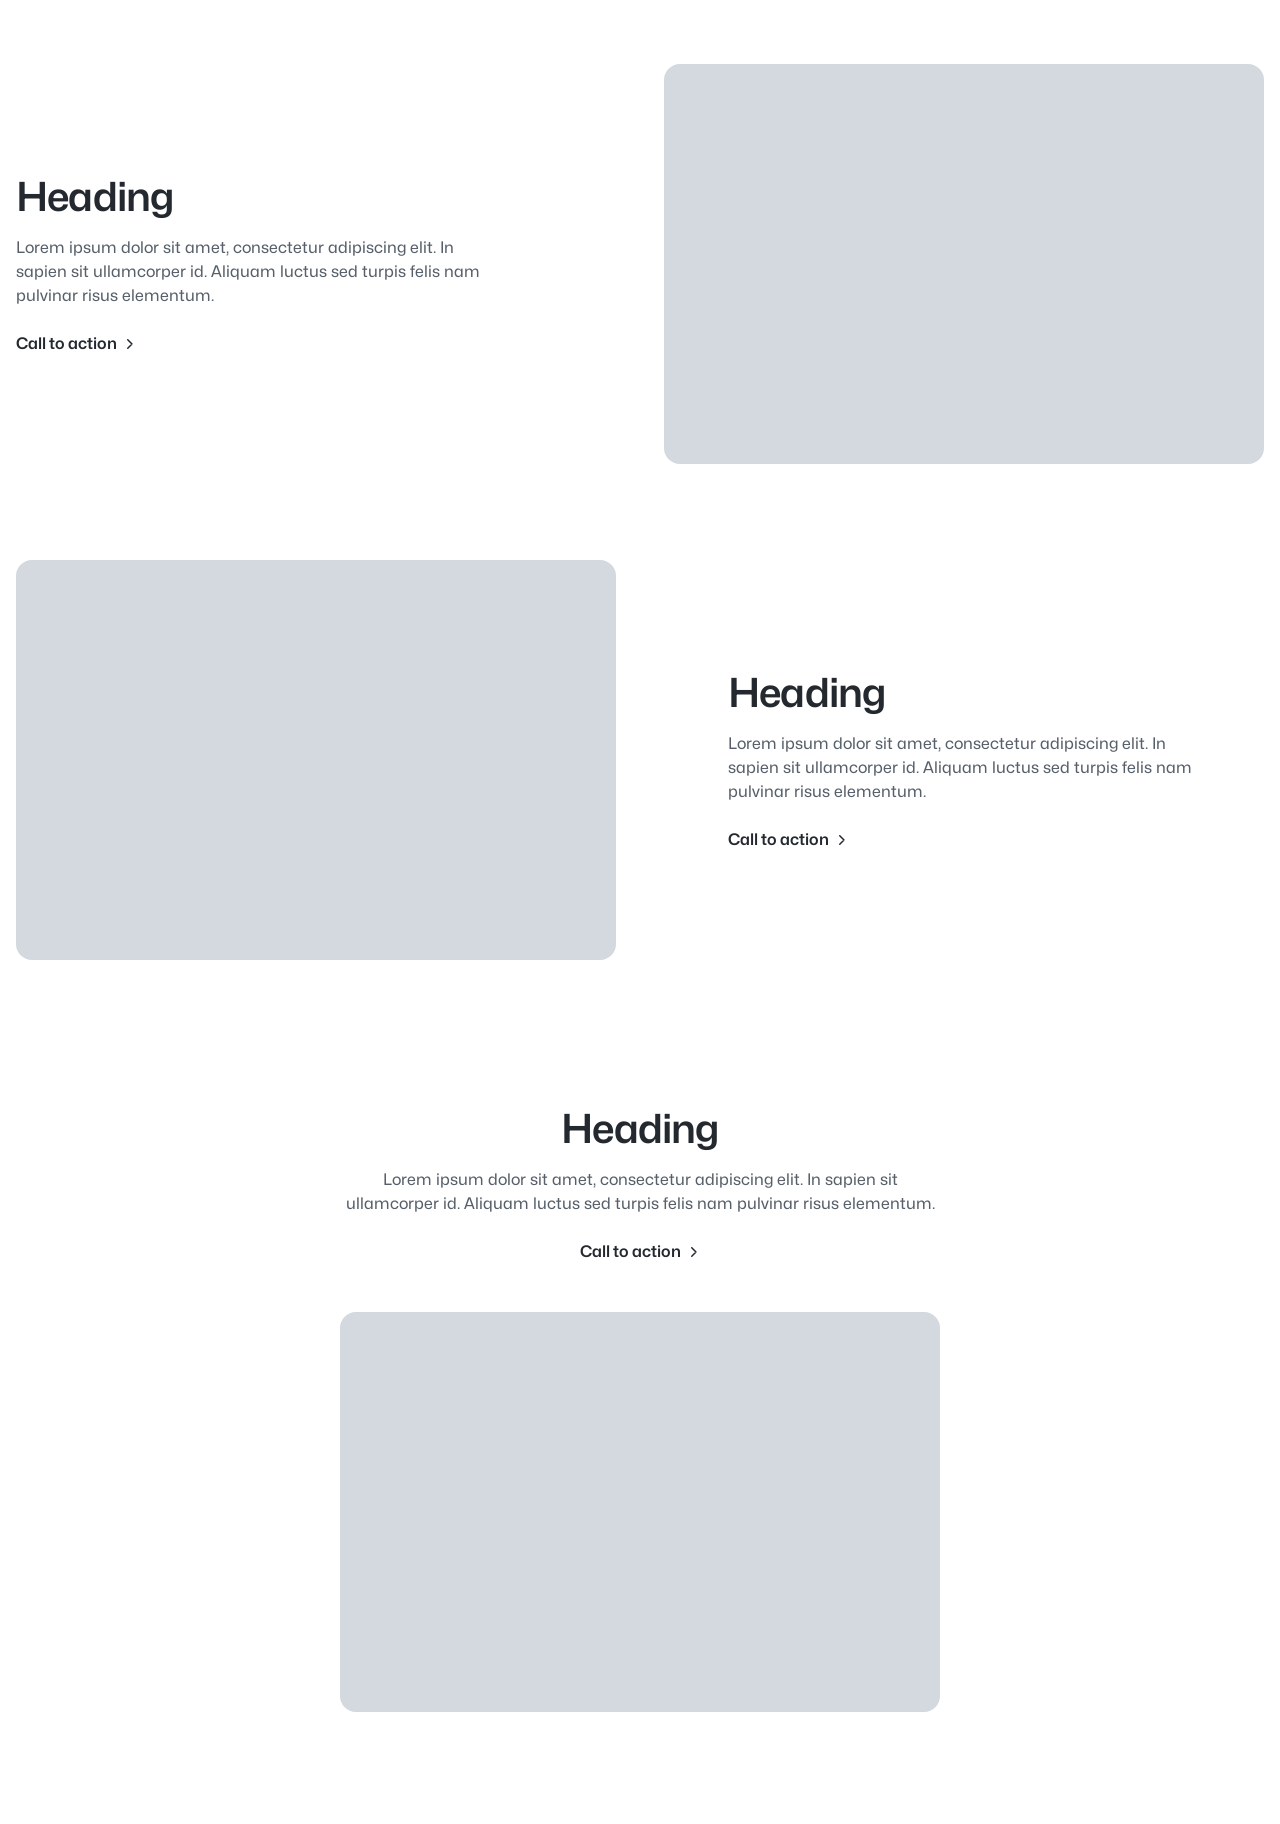 Heading
Lorem ipsum dolor sit amet, consectetur adipiscing elit. In
sapien sit ullamcorper id. Aliquam luctus sed turpis felis nam
pulvinar risus elementum.
Call to action
Heading
Lorem ipsum dolor sit amet, consectetur adipiscing elit. In
sapien sit ullamcorper id. Aliquam luctus sed turpis felis nam
pulvinar risus elementum.
Call to action
Heading
Lorem ipsum dolor sit amet, consectetur adipiscing elit. In sapien sit
ullamcorper id. Aliquam luctus sed turpis felis nam pulvinar risus elementum.
Call to action